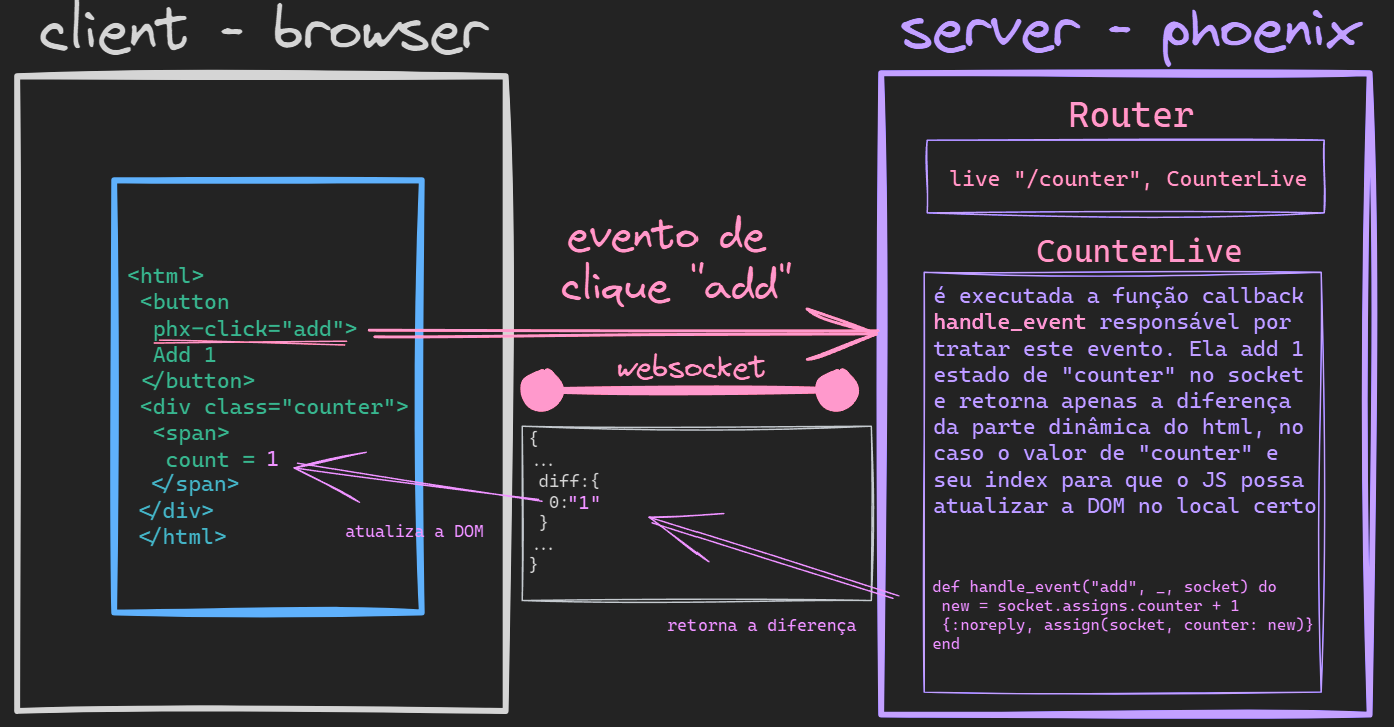 client - browser
<html>
<button
phx-click="add">
Add 1
</button>
<div class="counter">
<span>
count = 1
</span>
</div>
</html>
atualiza a DOM
evento de
clique "add"
websocket
{
...
diff:{
0:"1"
}
...
}
retorna a diferença
server - phoenix
Router
live "/counter", CounterLive
CounterLive
é executada a função callback
handle_event responsável por
tratar este evento. Ela add 1
estado de "counter" no socket
e retorna apenas a diferença
da parte dinâmica do html, no
caso o valor de "counter" e
seu index para que o JS possa
atualizar a DOM no local certo
def handle_event("add", _, socket) do
new = socket.assigns.counter + 1
{:noreply, assign(socket, counter: new)}
end